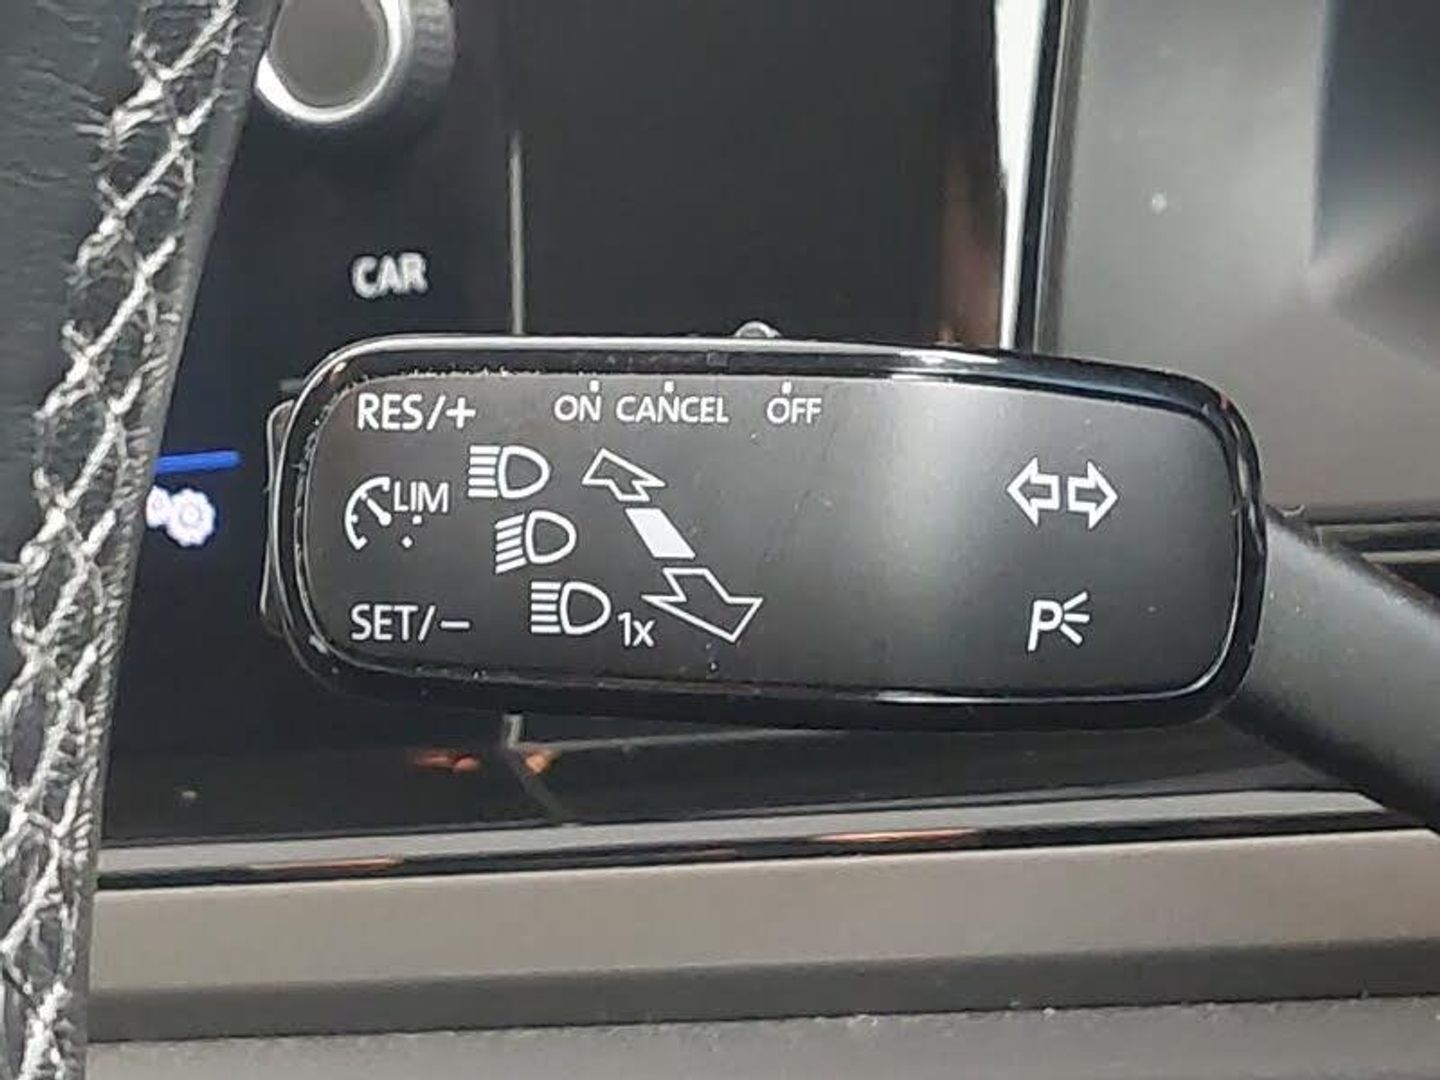 CAR
RES/+ ON CANCEL OFF
LIM
SET/− 1x P